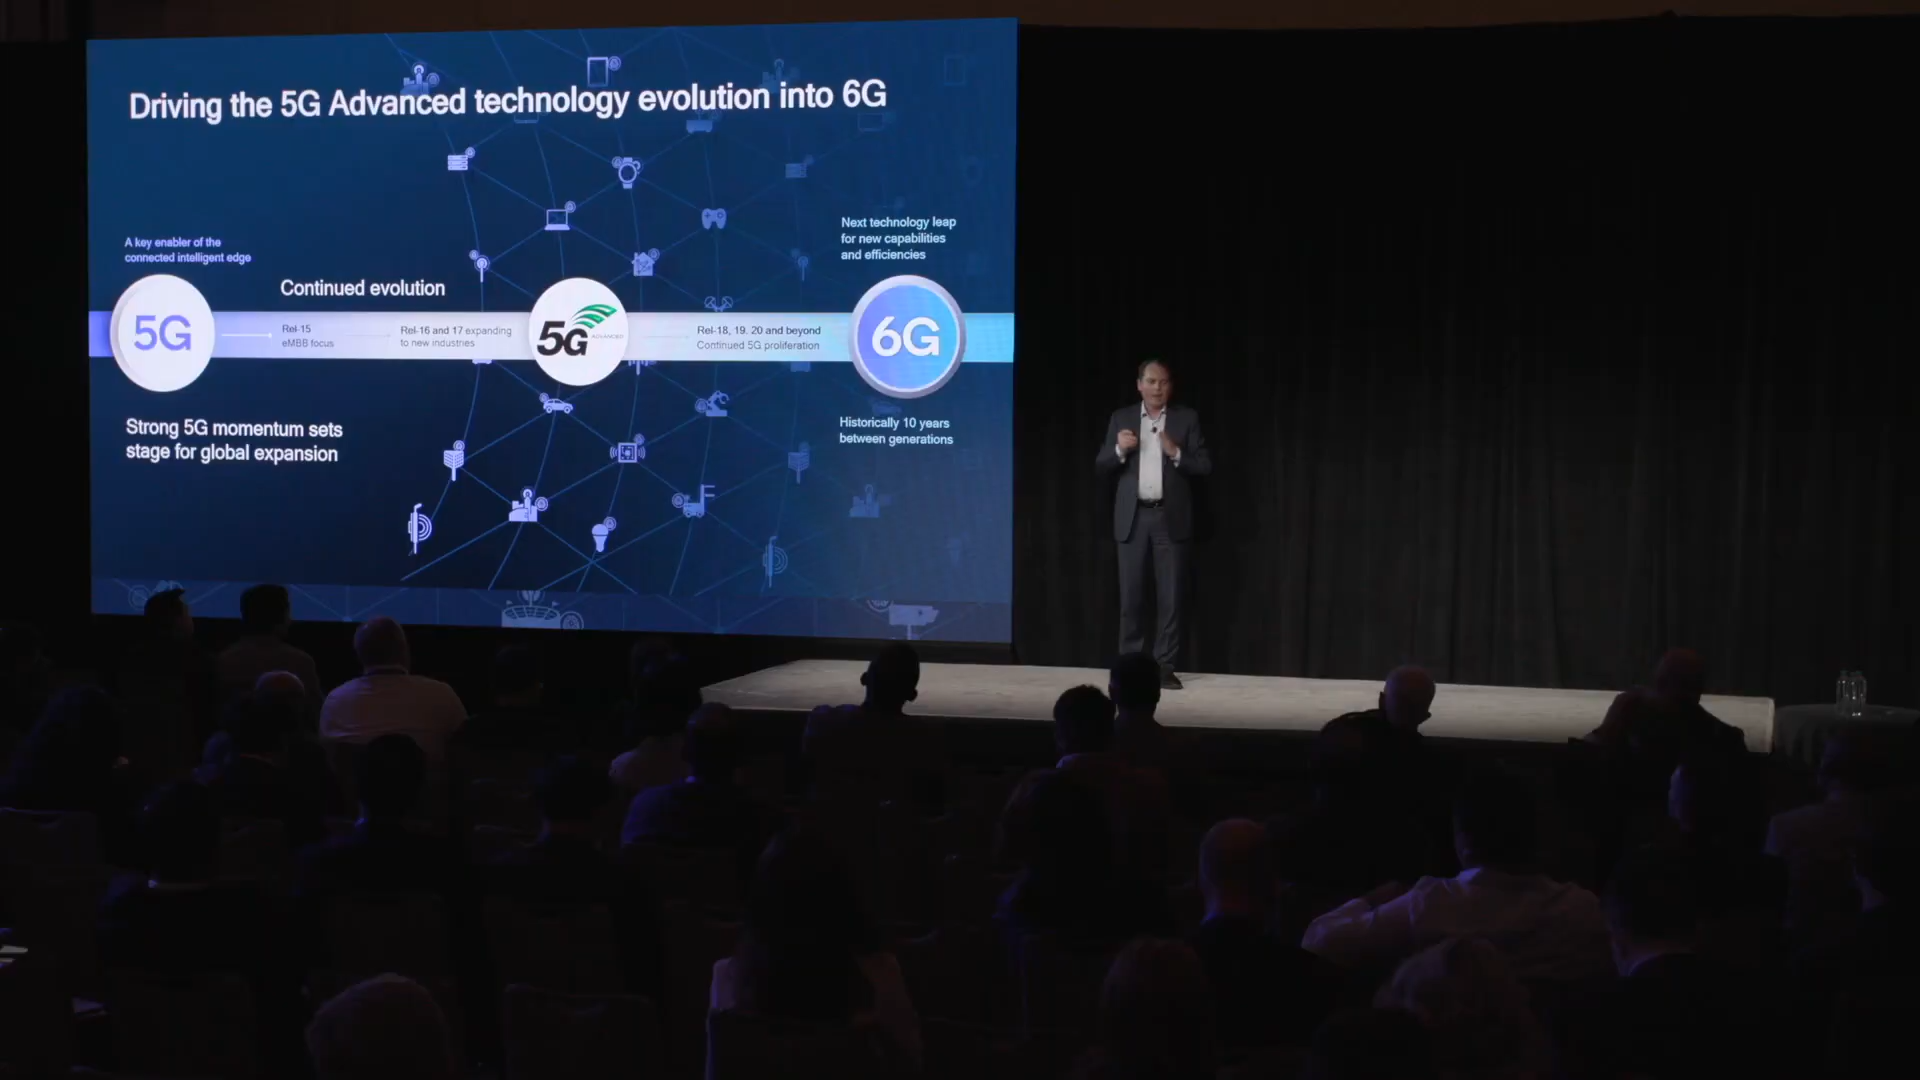 Driving the 5G Advanced technology evolution into 6G
A key enabler of the
connected intelligent edge
5G
Continued evolution
Rel-15
eMBB focus
Rel-16 and 17 expanding
to new industries
5G
ADVANCED
Rel-18, 19, 20 and beyond
Continued 5G proliferation
Next technology leap
for new capabilities
and efficiencies
6G
Historically 10 years
between generations
Strong 5G momentum sets
stage for global expansion